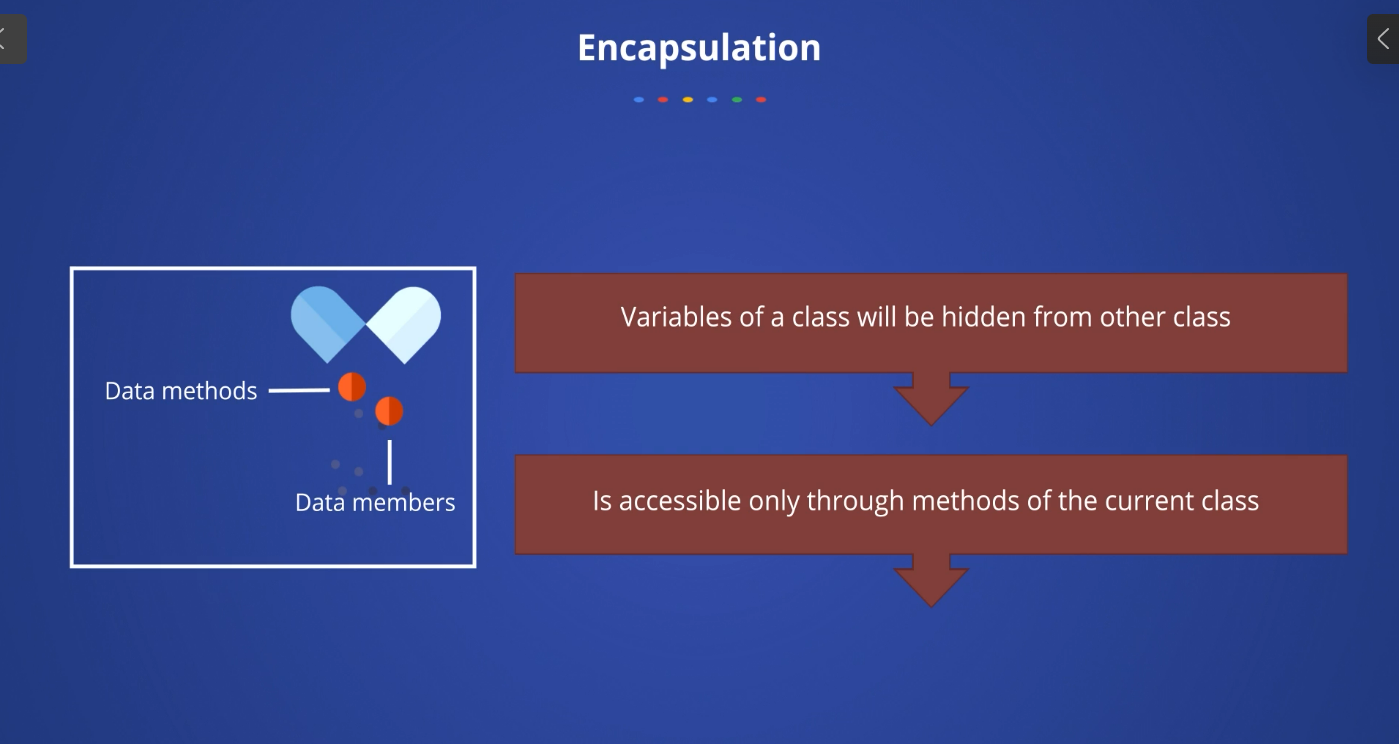 Encapsulation
Variables of a class will be hidden from other class
Data methods
Data members
Is accessible only through methods of the current class